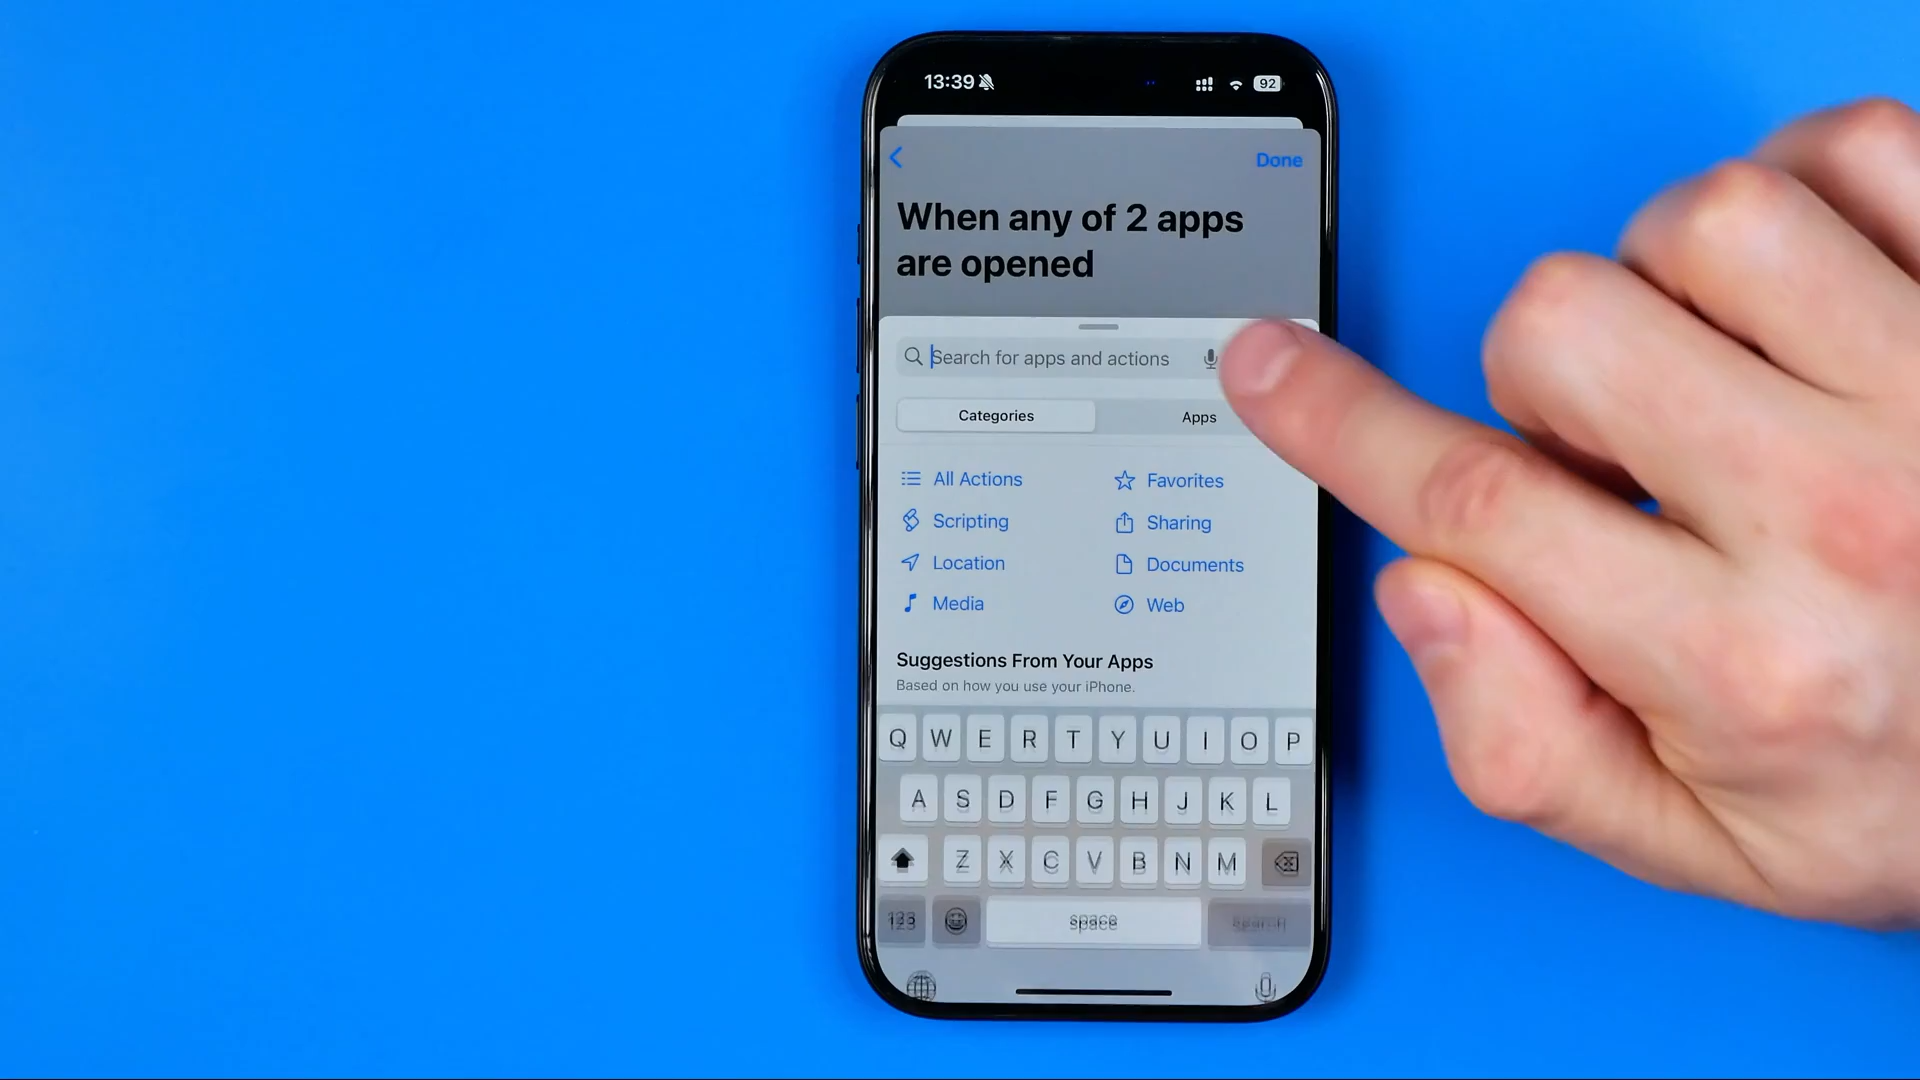 13:39
92
Done
When any of 2 apps
are opened
Search for apps and actions
Categories
Apps
All Actions
Favorites
Scripting
Sharing
Location
Documents
Media
Web
Suggestions From Your Apps
Based on how you use your iPhone.
Q W E R T Y U I O P
A S D F G H J K L
Z X C V B N M
123
space
search